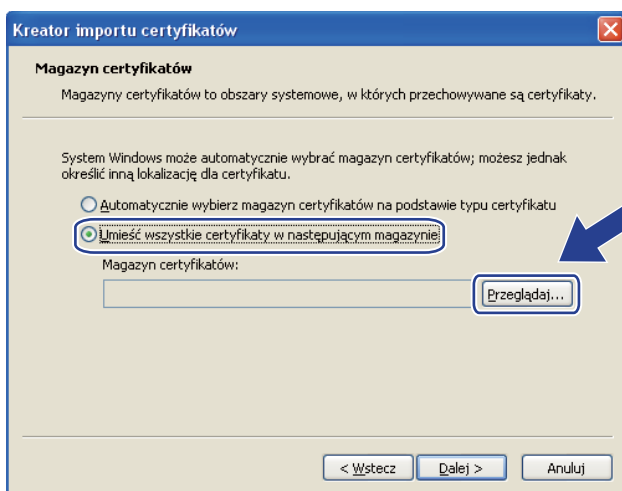 Kreator importu certyfikatów
Magazyn certyfikatów
Magazyny certyfikatów to obszary systemowe, w których przechowywane są certyfikaty.
System Windows może automatycznie wybrać magazyn certyfikatów; możesz jednak
określić inną lokalizację dla certyfikatu.
Automatycznie wybierz magazyn certyfikatów na podstawie typu certyfikatu
Umieść wszystkie certyfikaty w następującym magazynie
Magazyn certyfikatów:
Przeglądaj...
< Wstecz Dalej > Anuluj